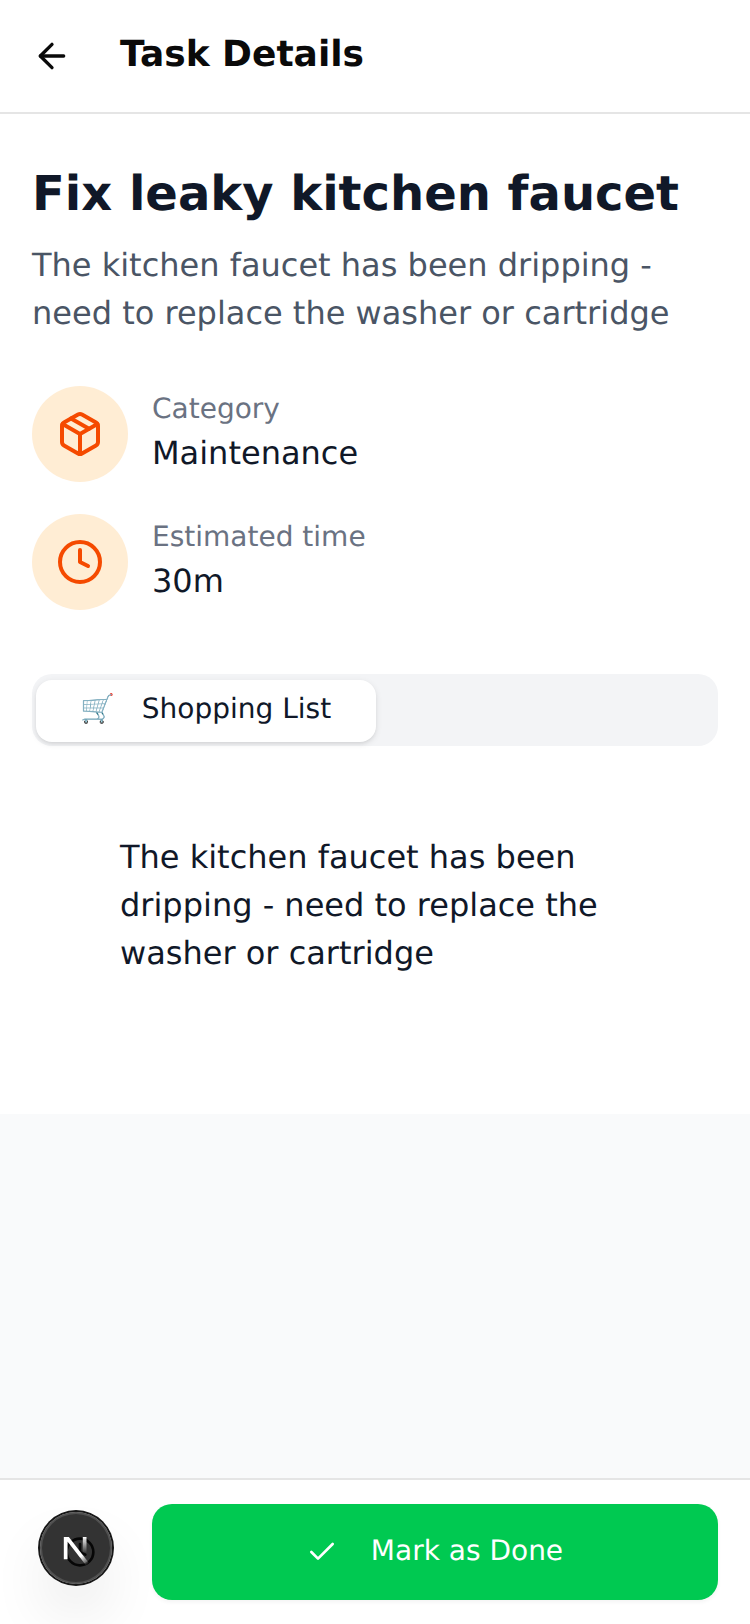 Task Details
Fix leaky kitchen faucet
The kitchen faucet has been dripping -
need to replace the washer or cartridge
Category
Maintenance
Estimated time
30m
🛒 Shopping List
The kitchen faucet has been
dripping - need to replace the
washer or cartridge
N
Mark as Done